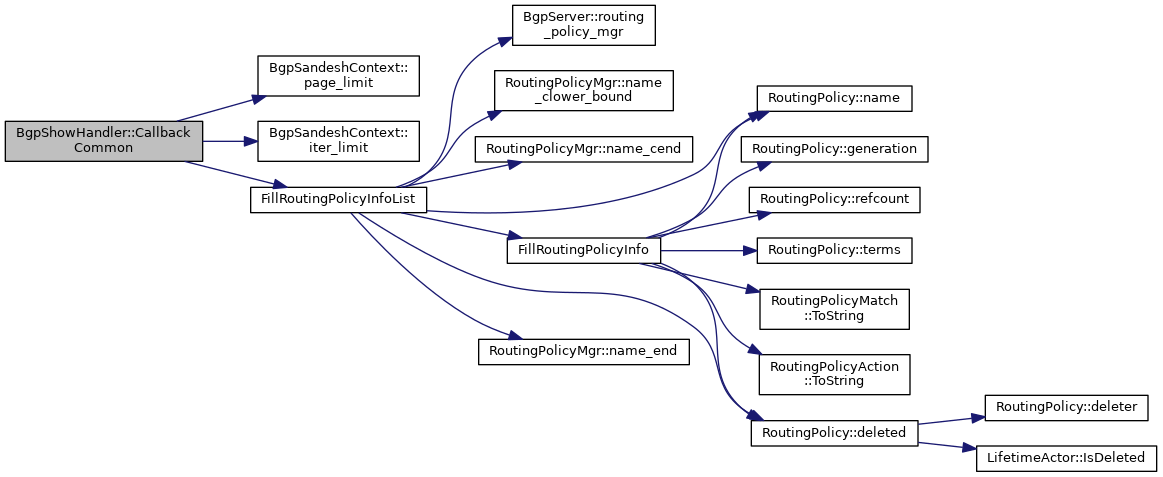 BgpShowHandler::Callback
Common
BgpSandeshContext::
page_limit
BgpSandeshContext::
iter_limit
FillRoutingPolicyInfoList
BgpServer::routing
_policy_mgr
RoutingPolicyMgr::name
_clower_bound
RoutingPolicyMgr::name_cend
FillRoutingPolicyInfo
RoutingPolicyMgr::name_end
RoutingPolicy::name
RoutingPolicy::generation
RoutingPolicy::refcount
RoutingPolicy::terms
RoutingPolicyMatch
::ToString
RoutingPolicyAction
::ToString
RoutingPolicy::deleted
RoutingPolicy::deleter
LifetimeActor::IsDeleted